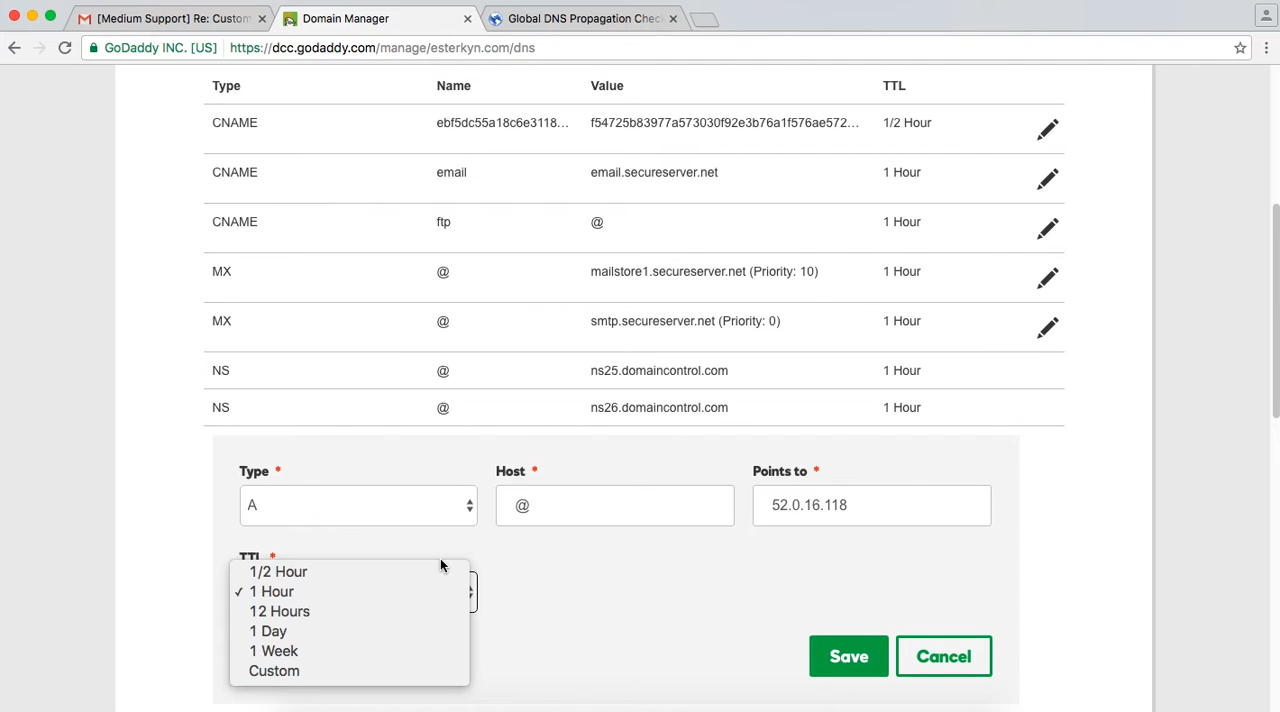 [Medium Support] Re: Custom
Domain Manager
Global DNS Propagation Chec
GoDaddy INC. [US] https://dcc.godaddy.com/manage/esterkyn.com/dns
Type Name Value TTL
CNAME ebf5dc55a18c6e3118... f54725b83977a573030f92e3b76a1f576ae572... 1/2 Hour
CNAME email email.secureserver.net 1 Hour
CNAME ftp @ 1 Hour
MX @ mailstore1.secureserver.net (Priority: 10) 1 Hour
MX @ smtp.secureserver.net (Priority: 0) 1 Hour
NS @ ns25.domaincontrol.com 1 Hour
NS @ ns26.domaincontrol.com 1 Hour
Type * Host * Points to *
A @ 52.0.16.118
TTL *
1/2 Hour
✓ 1 Hour
12 Hours
1 Day
1 Week
Custom
Save Cancel